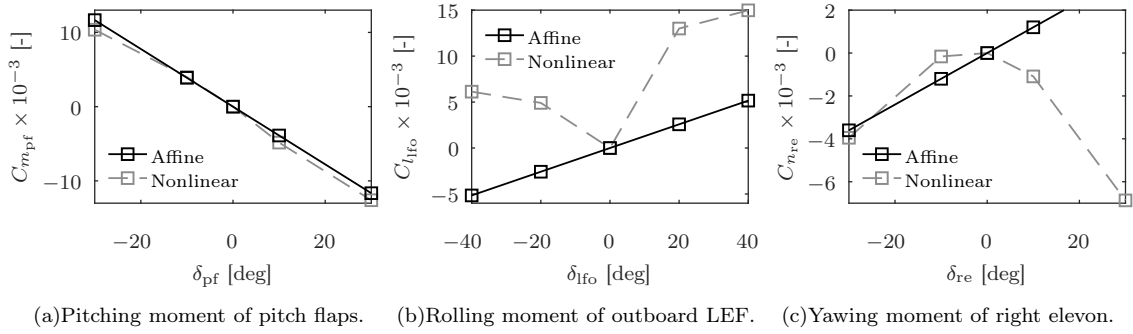 10
0
−10
−20
0
20
C_{m_{pf}} × 10^{−3} [-]
δ_{pf} [deg]
Affine
Nonlinear
(a)Pitching moment of pitch flaps.
15
10
5
0
−5
−40
−20
0
20
40
C_{l_{lfo}} × 10^{−3} [-]
δ_{lfo} [deg]
Affine
Nonlinear
(b)Rolling moment of outboard LEF.
2
0
−2
−4
−6
−20
0
20
C_{n_{re}} × 10^{−3} [-]
δ_{re} [deg]
Affine
Nonlinear
(c)Yawing moment of right elevon.